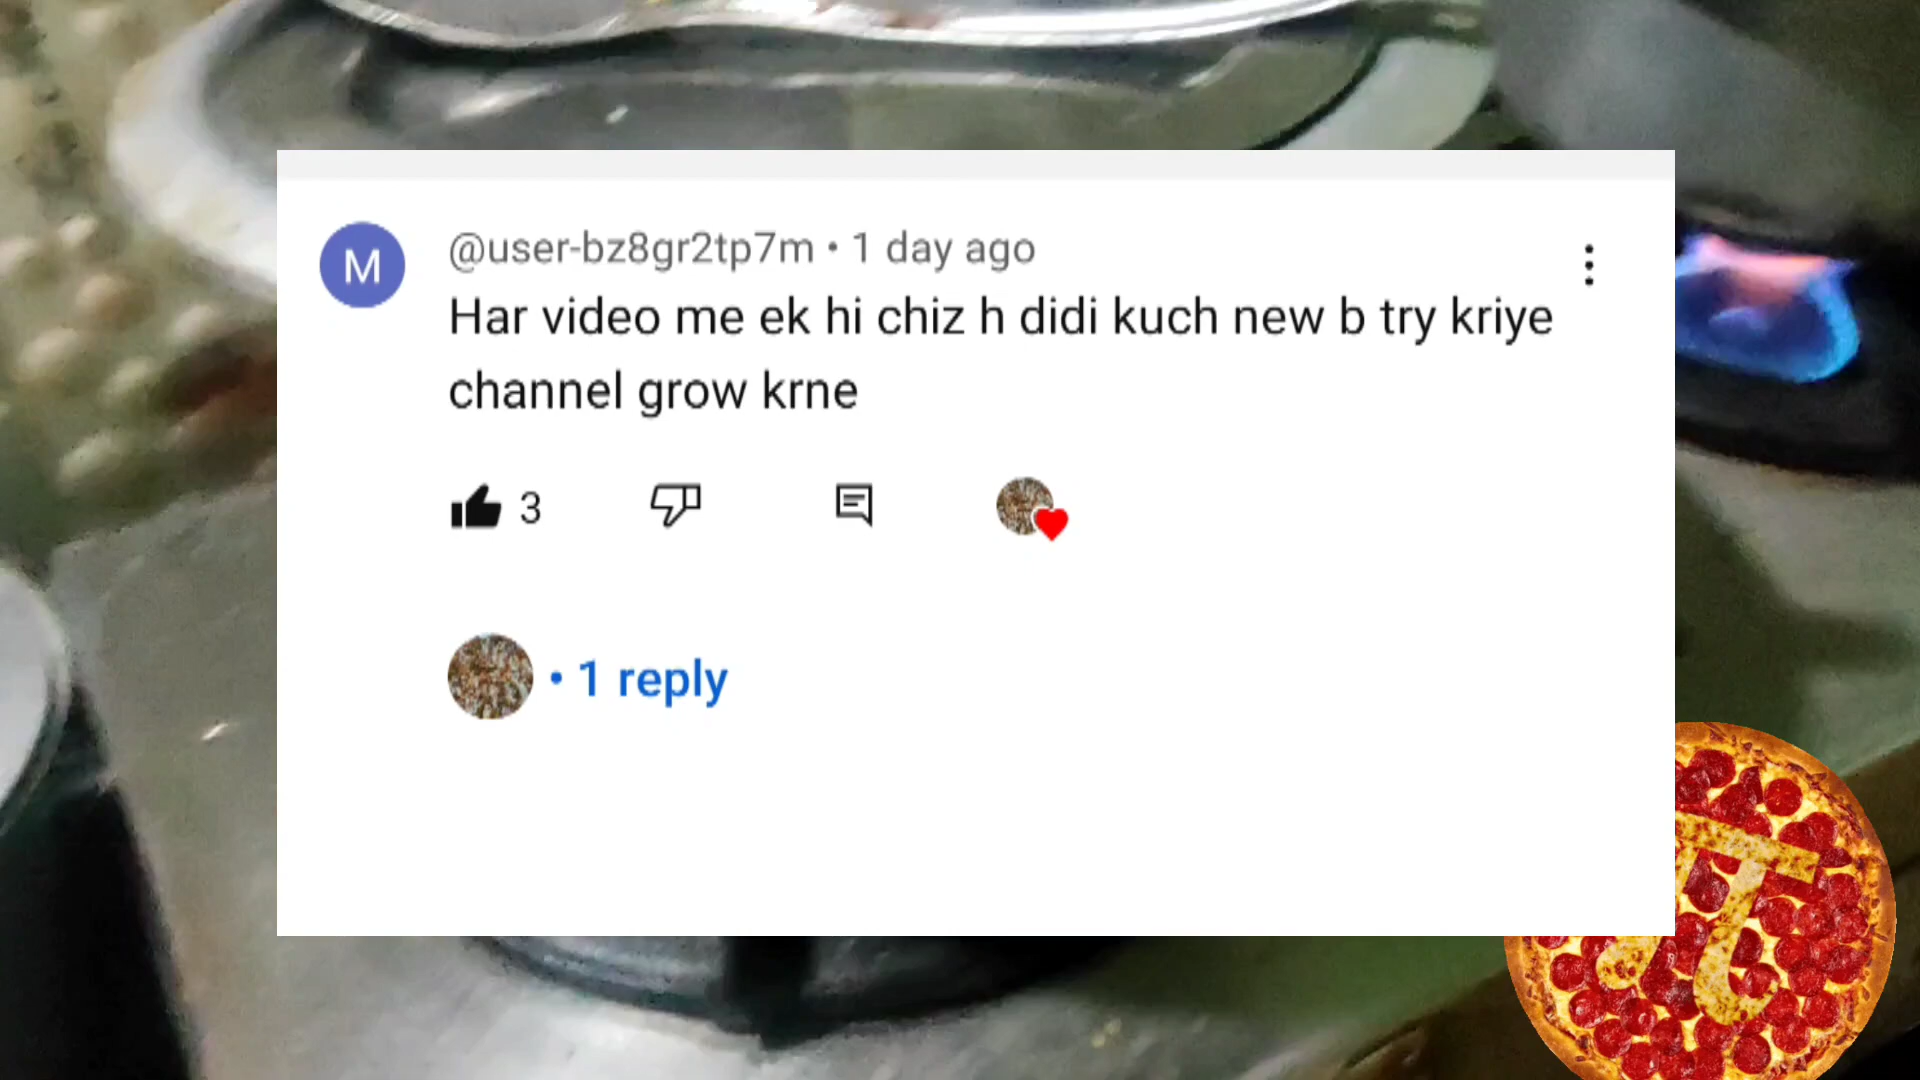 M
@user-bz8gr2tp7m • 1 day ago
Har video me ek hi chiz h didi kuch new b try kriye
channel grow krne
3
• 1 reply
π